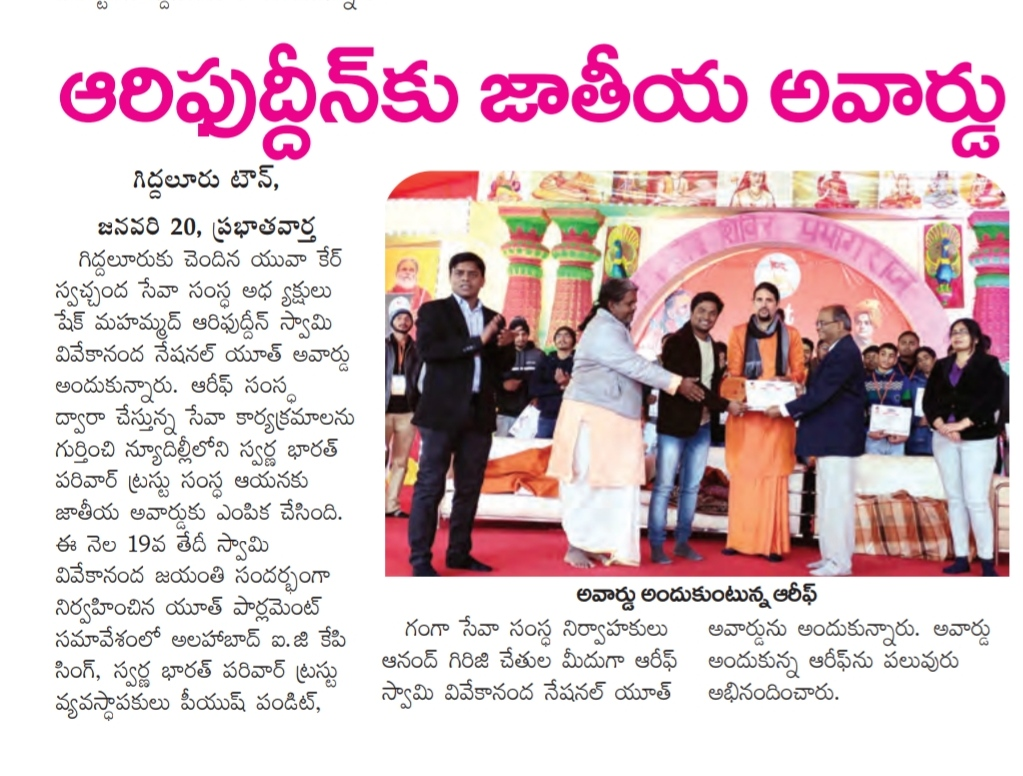 ఆరిఫుద్దీన్‌కు జాతీయ అవార్డు
గిద్దలూరు టౌన్,
జనవరి 20, ప్రభాతవార్త
గిద్దలూరుకు చెందిన యువా కేర్
స్వచ్ఛంద సేవా సంస్థ అధ్యక్షులు
షేక్ మహమ్మద్ ఆరిఫుద్దీన్ స్వామి
వివేకానంద నేషనల్ యూత్ అవార్డు
అందుకున్నారు. ఆరీఫ్ సంస్థ
ద్వారా చేస్తున్న సేవా కార్యక్రమాలను
గుర్తించి న్యూదిల్లీలోని స్వర్ణ భారత్
పరివార్ ట్రస్టు సంస్థ ఆయనకు
జాతీయ అవార్డుకు ఎంపిక చేసింది.
ఈ నెల 19వ తేదీ స్వామి
వివేకానంద జయంతి సందర్భంగా
నిర్వహించిన యూత్ పార్లమెంట్
సమావేశంలో అలహాబాద్ ఐ.జి కేపి
సింగ్, స్వర్ణ భారత్ పరివార్ ట్రస్టు
వ్యవస్థాపకులు పీయుష్ పండిట్,
शिविर प्रयागराज
అవార్డు అందుకుంటున్న ఆరీఫ్
గంగా సేవా సంస్థ నిర్వాహకులు
ఆనంద్ గిరిజి చేతుల మీదుగా ఆరీఫ్
స్వామి వివేకానంద నేషనల్ యూత్
అవార్డును అందుకున్నారు. అవార్డు
అందుకున్న ఆరీఫ్‌ను పలువురు
అభినందించారు.